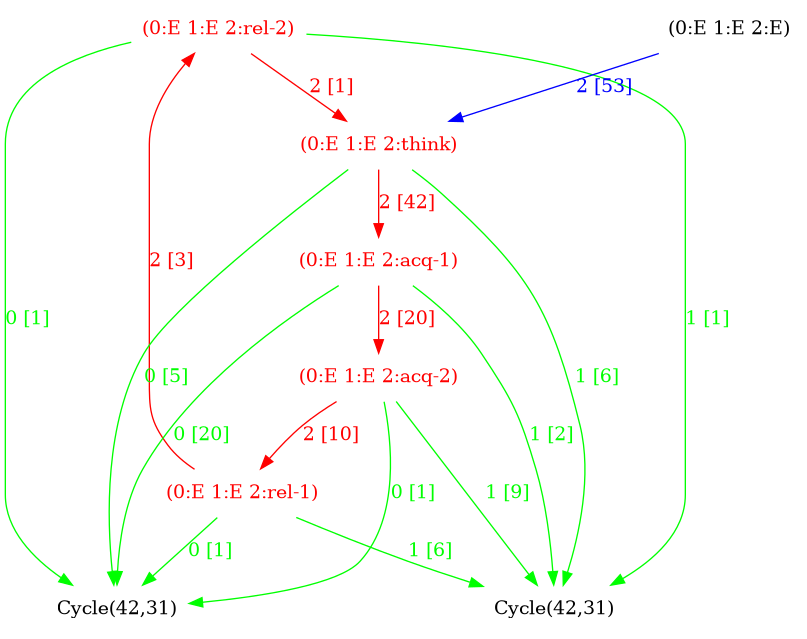 (0:E 1:E 2:rel-2)
(0:E 1:E 2:E)
2 [1]
2 [53]
(0:E 1:E 2:think)
2 [42]
(0:E 1:E 2:acq-1)
2 [3]
0 [1]
2 [20]
1 [1]
0 [5]
(0:E 1:E 2:acq-2)
1 [6]
0 [20]
2 [10]
1 [2]
(0:E 1:E 2:rel-1)
0 [1]
1 [9]
0 [1]
1 [6]
Cycle(42,31)
Cycle(42,31)